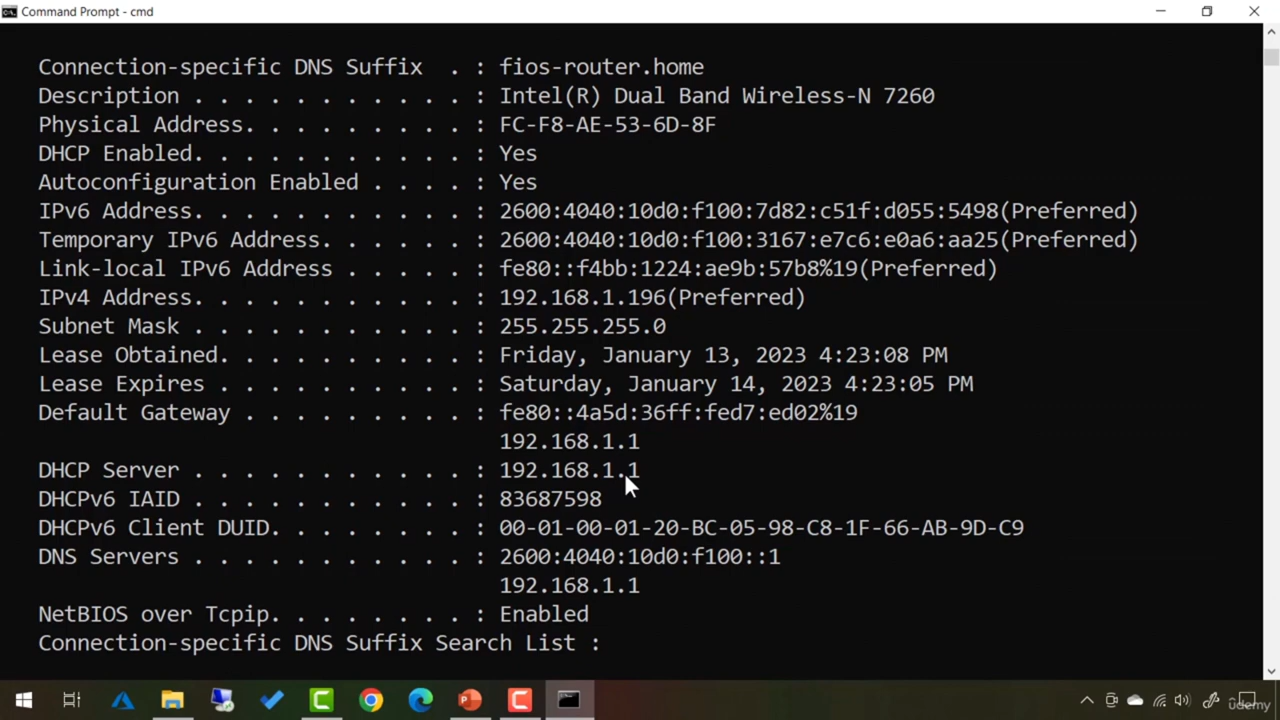 Command Prompt - cmd
Connection-specific DNS Suffix  . : fios-router.home
Description . . . . . . . . . . . : Intel(R) Dual Band Wireless-N 7260
Physical Address. . . . . . . . . : FC-F8-AE-53-6D-8F
DHCP Enabled. . . . . . . . . . . : Yes
Autoconfiguration Enabled . . . . : Yes
IPv6 Address. . . . . . . . . . . : 2600:4040:10d0:f100:7d82:c51f:d055:5498(Preferred)
Temporary IPv6 Address. . . . . . : 2600:4040:10d0:f100:3167:e7c6:e0a6:aa25(Preferred)
Link-local IPv6 Address . . . . . : fe80::f4bb:1224:ae9b:57b8%19(Preferred)
IPv4 Address. . . . . . . . . . . : 192.168.1.196(Preferred)
Subnet Mask . . . . . . . . . . . : 255.255.255.0
Lease Obtained. . . . . . . . . . : Friday, January 13, 2023 4:23:08 PM
Lease Expires . . . . . . . . . . : Saturday, January 14, 2023 4:23:05 PM
Default Gateway . . . . . . . . . : fe80::4a5d:36ff:fed7:ed02%19
192.168.1.1
DHCP Server . . . . . . . . . . . : 192.168.1.1
DHCPv6 IAID . . . . . . . . . . . : 83687598
DHCPv6 Client DUID. . . . . . . . : 00-01-00-01-20-BC-05-98-C8-1F-66-AB-9D-C9
DNS Servers . . . . . . . . . . . : 2600:4040:10d0:f100::1
192.168.1.1
NetBIOS over Tcpip. . . . . . . . : Enabled
Connection-specific DNS Suffix Search List :
udemy